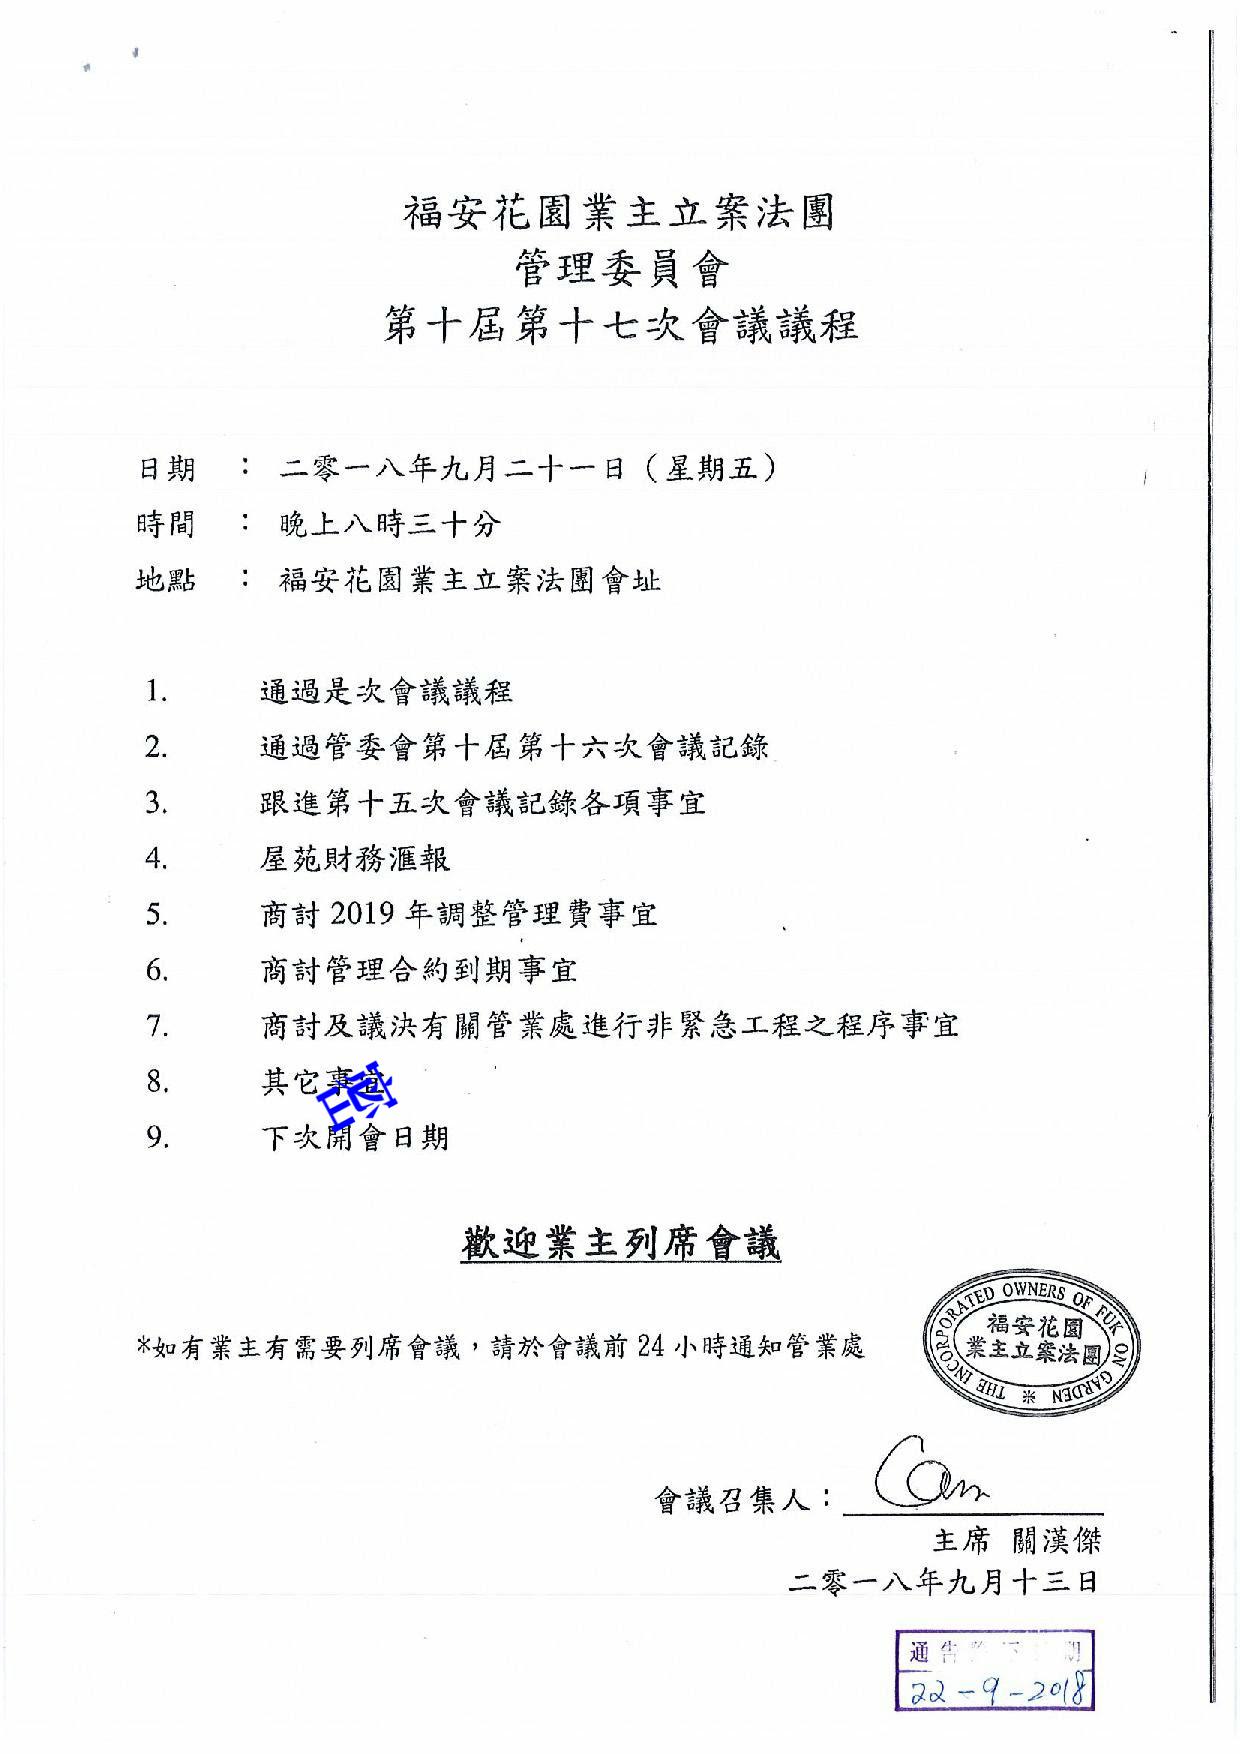 福安花園業主立案法團
管理委員會
第十屆第十七次會議議程
日期 : 二零一八年九月二十一日（星期五）
時間 : 晚上八時三十分
地點 : 福安花園業主立案法團會址
1. 通過是次會議議程
2. 通過管委會第十屆第十六次會議記錄
3. 跟進第十五次會議記錄各項事宜
4. 屋苑財務滙報
5. 商討 2019 年調整管理費事宜
6. 商討管理合約到期事宜
7. 商討及議決有關管業處進行非緊急工程之程序事宜
8. 其它事宜
9. 下次開會日期
歡迎業主列席會議
*如有業主有需要列席會議，請於會議前 24 小時通知管業處
THE INCORPORATED OWNERS OF FUK ON GARDEN
福安花園
業主立案法團
會議召集人：
主席 關漢傑
二零一八年九月十三日
通告 下 期
22-9-2018